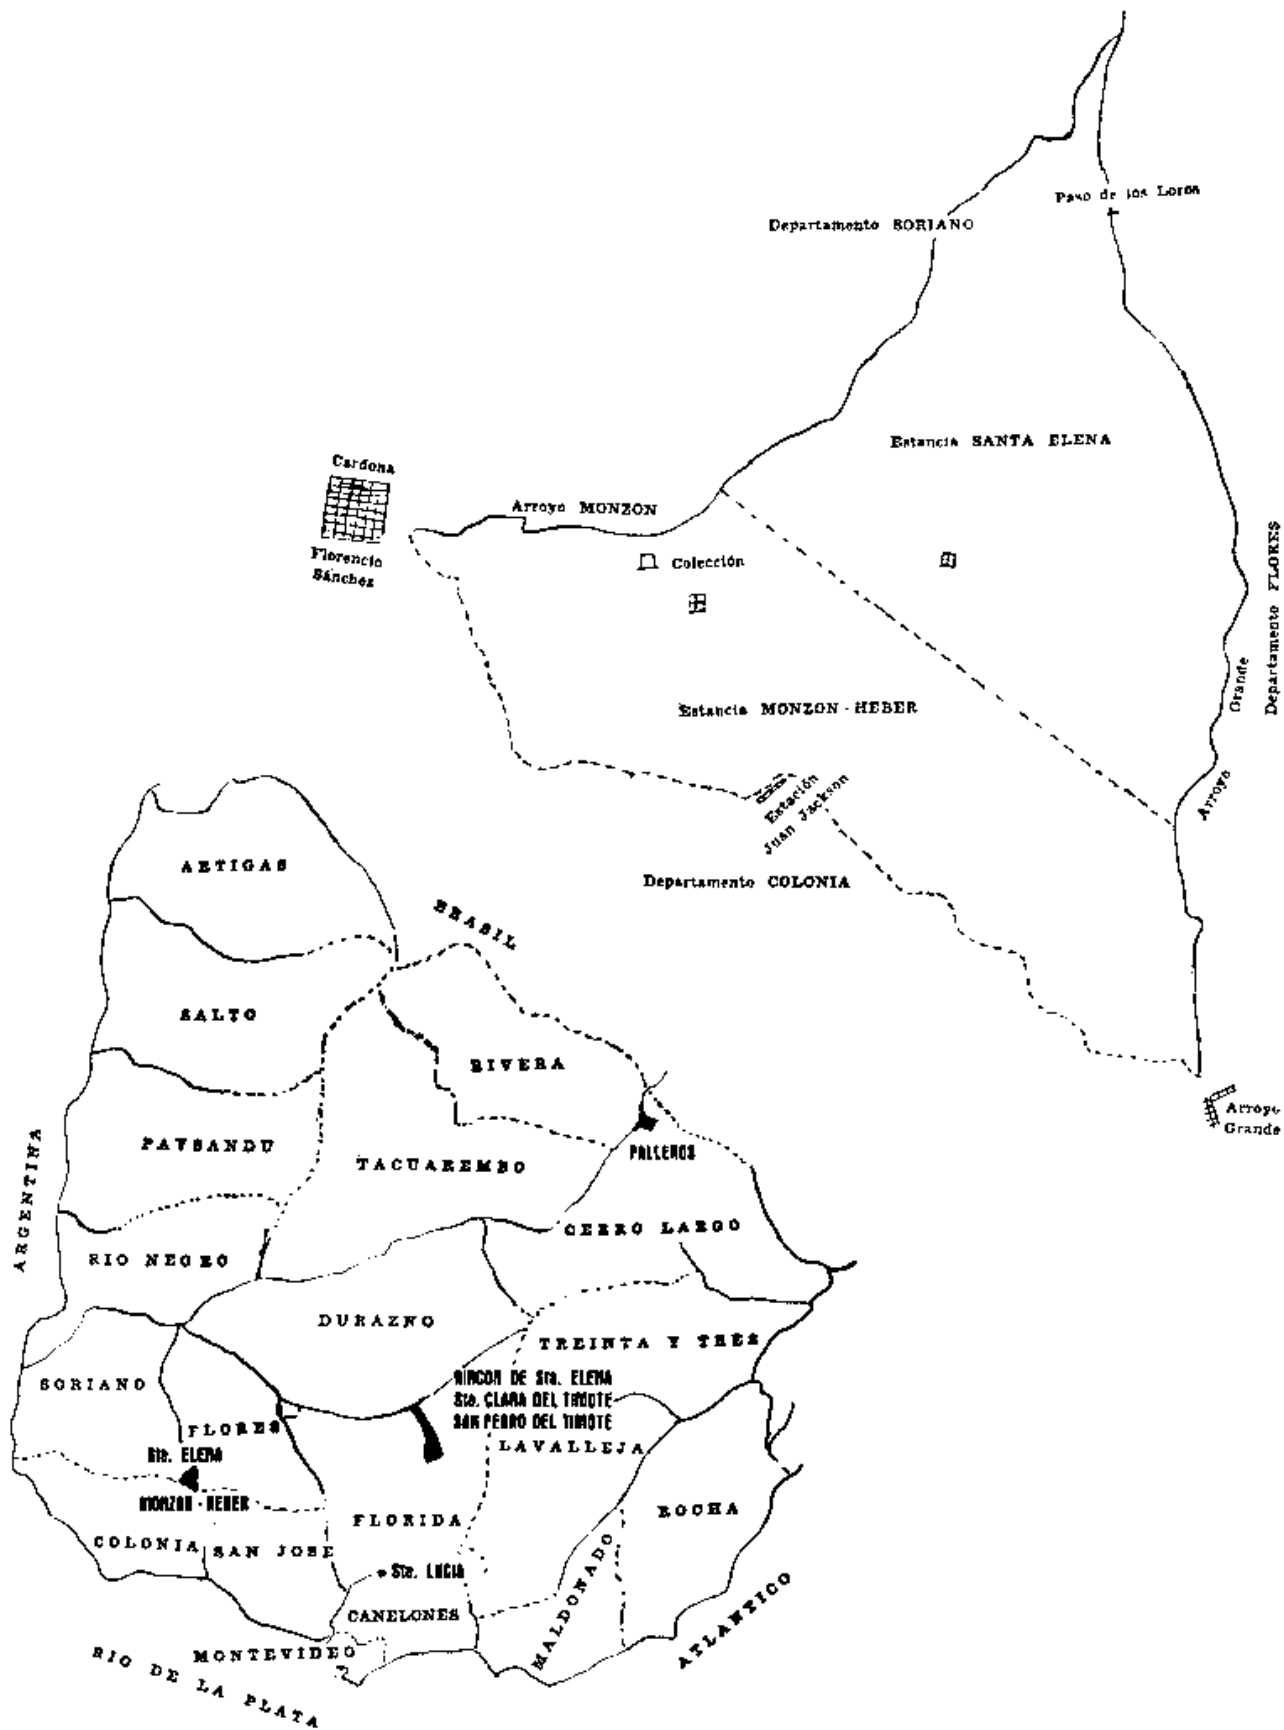 Paso de los Loros
Departamento SORIANO
Estancia SANTA ELENA
Cardona
Arroyo MONZON
Florencio
Sánchez
Colección
Departamento FLORES
Grande
Arroyo
Estancia MONZON - HEBER
Estación
Juan Jackson
Departamento COLONIA
Arroyo
Grande
ARTIGAS
BRASIL
SALTO
RIVERA
PAYSANDU
TACUAREMBO
PALLEROS
ARGENTINA
RIO NEGRO
CERRO LARGO
DURAZNO
TREINTA Y TRES
SORIANO
RINCON DE Sta. ELENA
Sta. CLARA DEL TIMOTE
SAN PEDRO DEL TIMOTE
FLORES
LAVALLEJA
Sta. ELENA
MONZON - HEBER
ROCHA
FLORIDA
COLONIA
SAN JOSE
Sta. LUCIA
MALDONADO
CANELONES
ATLANTICO
MONTEVIDEO
RIO DE LA PLATA